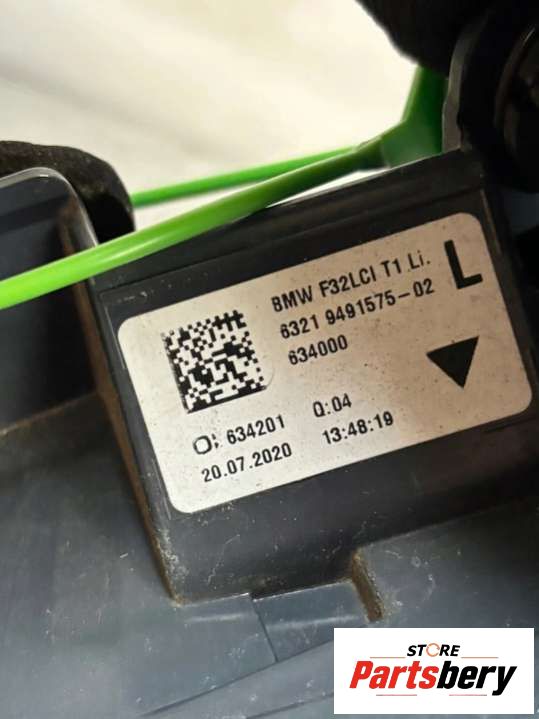 BMW F32LCI T1 Li.
L
6321 9491575-02
634000
O; 634201 Q:04
20.07.2020 13:48:19
STORE
Partsbery